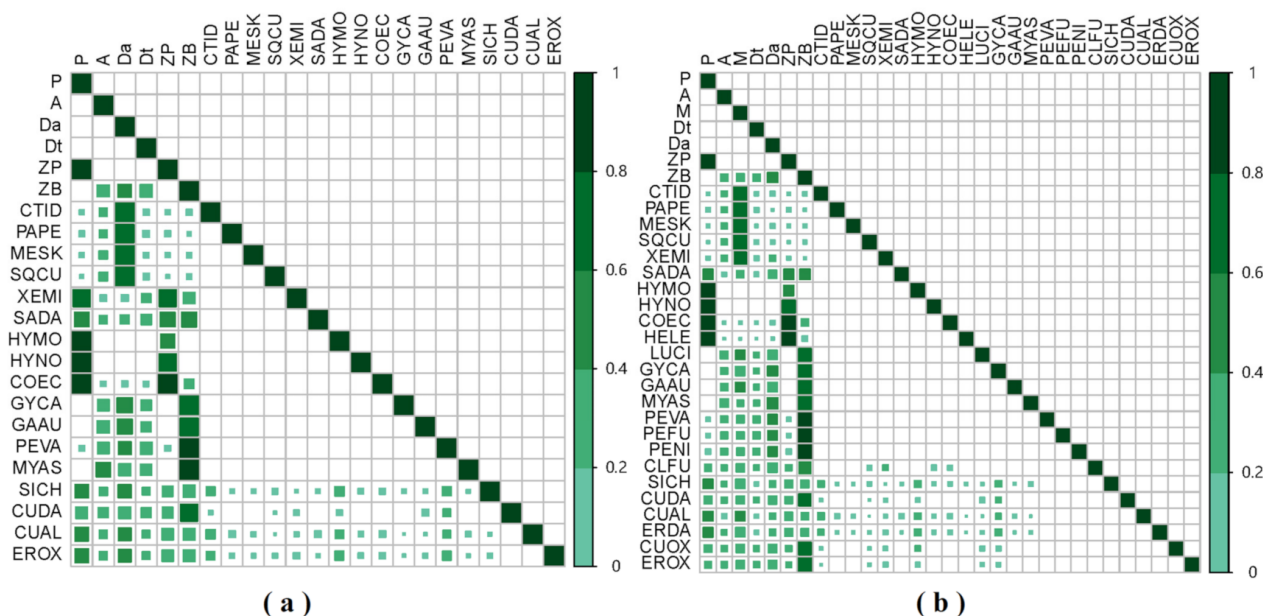 P A Da Dt ZP ZB CTID PAPE MESK SQCU XEMI SADA HYMO HYNO COEC GYCA GAAU PEVA MYAS SICH CUDA CUAL EROX
P
A
Da
Dt
ZP
ZB
CTID
PAPE
MESK
SQCU
XEMI
SADA
HYMO
HYNO
COEC
GYCA
GAAU
PEVA
MYAS
SICH
CUDA
CUAL
EROX
1
0.8
0.6
0.4
0.2
0
( a )
P A M Dt Da ZP ZB CTID PAPE MESK SQCU XEMI SADA HYMO HYNO COEC HELE LUCI GYCA GAAU MYAS PEVA PEFU PENI CLFU SICH CUDA CUAL ERDA CUOX EROX
P
A
M
Dt
Da
ZP
ZB
CTID
PAPE
MESK
SQCU
XEMI
SADA
HYMO
HYNO
COEC
HELE
LUCI
GYCA
GAAU
MYAS
PEVA
PEFU
PENI
CLFU
SICH
CUDA
CUAL
ERDA
CUOX
EROX
1
0.8
0.6
0.4
0.2
0
( b )